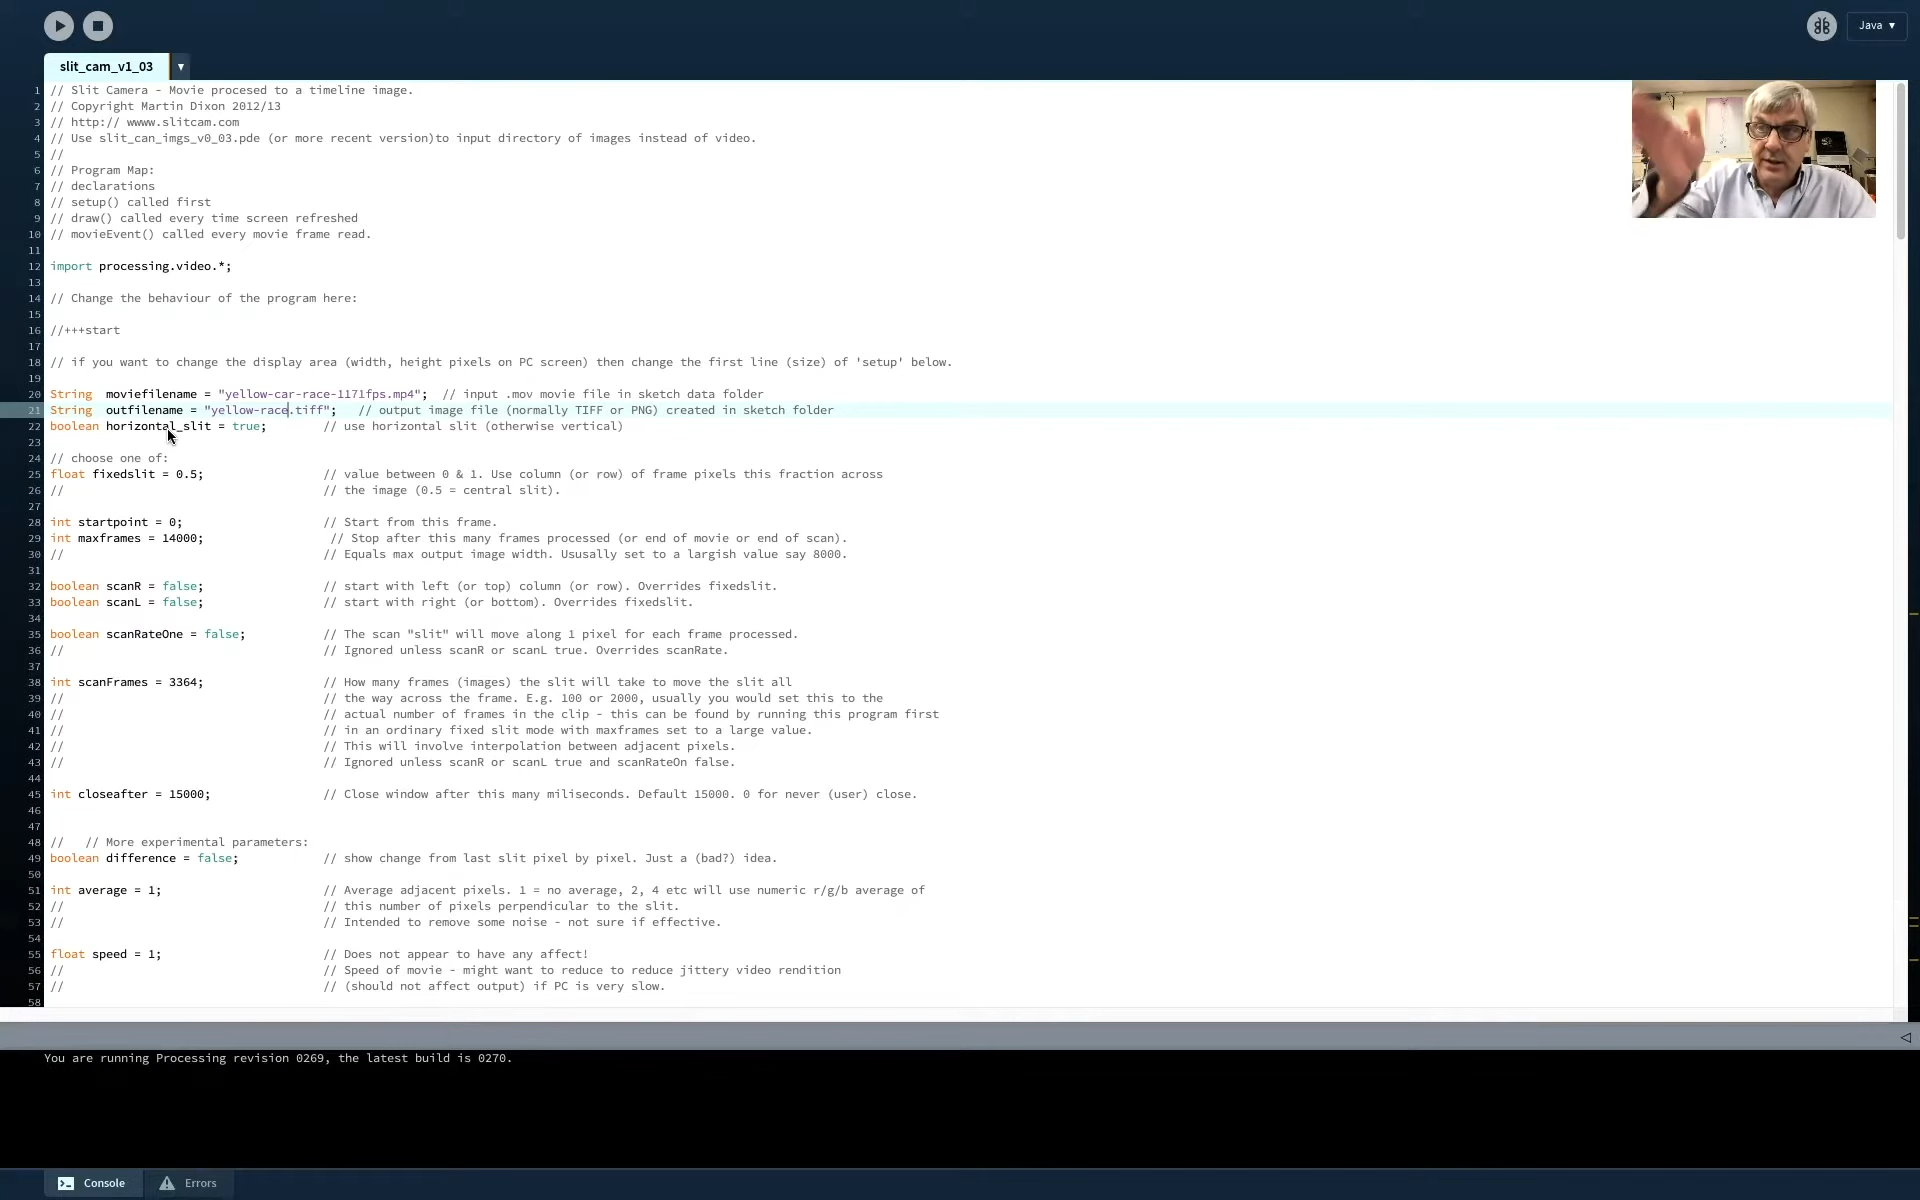 Java ▾
slit_cam_v1_03 ▾
1 // Slit Camera - Movie procesed to a timeline image.
2 // Copyright Martin Dixon 2012/13
3 // http:// wwww.slitcam.com
4 // Use slit_can_imgs_v0_03.pde (or more recent version)to input directory of images instead of video.
5 //
6 // Program Map:
7 // declarations
8 // setup() called first
9 // draw() called every time screen refreshed
10 // movieEvent() called every movie frame read.
11
12 import processing.video.*;
13
14 // Change the behaviour of the program here:
15
16 //+++start
17
18 // if you want to change the display area (width, height pixels on PC screen) then change the first line (size) of 'setup' below.
19
20 String  moviefilename = "yellow-car-race-1171fps.mp4";  // input .mov movie file in sketch data folder
21 String  outfilename = "yellow-race.tiff";   // output image file (normally TIFF or PNG) created in sketch folder
22 boolean horizontal_slit = true;        // use horizontal slit (otherwise vertical)
23
24 // choose one of:
25 float fixedslit = 0.5;                 // value between 0 & 1. Use column (or row) of frame pixels this fraction across
26 //                                     // the image (0.5 = central slit).
27
28 int startpoint = 0;                    // Start from this frame.
29 int maxframes = 14000;                  // Stop after this many frames processed (or end of movie or end of scan).
30 //                                     // Equals max output image width. Ususally set to a largish value say 8000.
31
32 boolean scanR = false;                 // start with left (or top) column (or row). Overrides fixedslit.
33 boolean scanL = false;                 // start with right (or bottom). Overrides fixedslit.
34
35 boolean scanRateOne = false;           // The scan "slit" will move along 1 pixel for each frame processed.
36 //                                     // Ignored unless scanR or scanL true. Overrides scanRate.
37
38 int scanFrames = 3364;                 // How many frames (images) the slit will take to move the slit all
39 //                                     // the way across the frame. E.g. 100 or 2000, usually you would set this to the
40 //                                     // actual number of frames in the clip - this can be found by running this program first
41 //                                     // in an ordinary fixed slit mode with maxframes set to a large value.
42 //                                     // This will involve interpolation between adjacent pixels.
43 //                                     // Ignored unless scanR or scanL true and scanRateOn false.
44
45 int closeafter = 15000;                // Close window after this many miliseconds. Default 15000. 0 for never (user) close.
46
47
48 //   // More experimental parameters:
49 boolean difference = false;            // show change from last slit pixel by pixel. Just a (bad?) idea.
50
51 int average = 1;                       // Average adjacent pixels. 1 = no average, 2, 4 etc will use numeric r/g/b average of
52 //                                     // this number of pixels perpendicular to the slit.
53 //                                     // Intended to remove some noise - not sure if effective.
54
55 float speed = 1;                       // Does not appear to have any affect!
56 //                                     // Speed of movie - might want to reduce to reduce jittery video rendition
57 //                                     // (should not affect output) if PC is very slow.
58
You are running Processing revision 0269, the latest build is 0270.
Console Errors